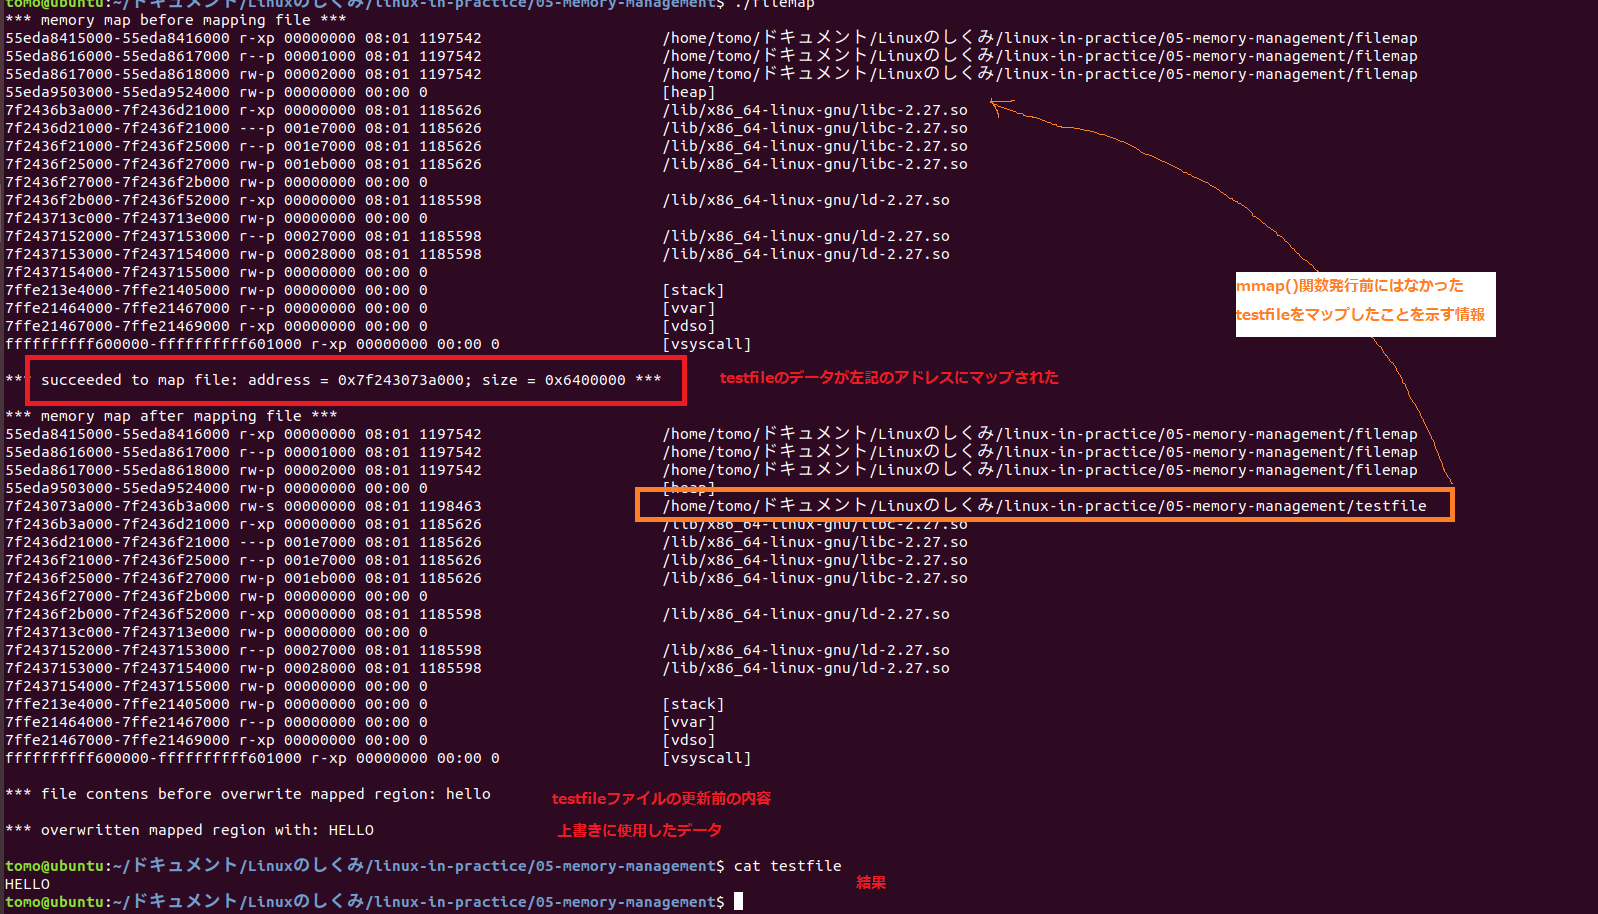 tomo@ubuntu:~/ドキュメント/Linuxのしくみ/linux-in-practice/05-memory-management$ ./filemap
*** memory map before mapping file ***
55eda8415000-55eda8416000 r-xp 00000000 08:01 1197542 /home/tomo/ドキュメント/Linuxのしくみ/linux-in-practice/05-memory-management/filemap
55eda8616000-55eda8617000 r--p 00001000 08:01 1197542 /home/tomo/ドキュメント/Linuxのしくみ/linux-in-practice/05-memory-management/filemap
55eda8617000-55eda8618000 rw-p 00002000 08:01 1197542 /home/tomo/ドキュメント/Linuxのしくみ/linux-in-practice/05-memory-management/filemap
55eda9503000-55eda9524000 rw-p 00000000 00:00 0 [heap]
7f2436b3a000-7f2436d21000 r-xp 00000000 08:01 1185626 /lib/x86_64-linux-gnu/libc-2.27.so
7f2436d21000-7f2436f21000 ---p 001e7000 08:01 1185626 /lib/x86_64-linux-gnu/libc-2.27.so
7f2436f21000-7f2436f25000 r--p 001e7000 08:01 1185626 /lib/x86_64-linux-gnu/libc-2.27.so
7f2436f25000-7f2436f27000 rw-p 001eb000 08:01 1185626 /lib/x86_64-linux-gnu/libc-2.27.so
7f2436f27000-7f2436f2b000 rw-p 00000000 00:00 0
7f2436f2b000-7f2436f52000 r-xp 00000000 08:01 1185598 /lib/x86_64-linux-gnu/ld-2.27.so
7f243713c000-7f243713e000 rw-p 00000000 00:00 0
7f2437152000-7f2437153000 r--p 00027000 08:01 1185598 /lib/x86_64-linux-gnu/ld-2.27.so
7f2437153000-7f2437154000 rw-p 00028000 08:01 1185598 /lib/x86_64-linux-gnu/ld-2.27.so
7f2437154000-7f2437155000 rw-p 00000000 00:00 0
7ffe213e4000-7ffe21405000 rw-p 00000000 00:00 0 [stack]
7ffe21464000-7ffe21467000 r--p 00000000 00:00 0 [vvar]
7ffe21467000-7ffe21469000 r-xp 00000000 00:00 0 [vdso]
ffffffffff600000-ffffffffff601000 r-xp 00000000 00:00 0 [vsyscall]
mmap()関数発行前にはなかった
testfileをマップしたことを示す情報
*** succeeded to map file: address = 0x7f243073a000; size = 0x6400000 ***
testfileのデータが左記のアドレスにマップされた
*** memory map after mapping file ***
55eda8415000-55eda8416000 r-xp 00000000 08:01 1197542 /home/tomo/ドキュメント/Linuxのしくみ/linux-in-practice/05-memory-management/filemap
55eda8616000-55eda8617000 r--p 00001000 08:01 1197542 /home/tomo/ドキュメント/Linuxのしくみ/linux-in-practice/05-memory-management/filemap
55eda8617000-55eda8618000 rw-p 00002000 08:01 1197542 /home/tomo/ドキュメント/Linuxのしくみ/linux-in-practice/05-memory-management/filemap
55eda9503000-55eda9524000 rw-p 00000000 00:00 0 [heap]
7f243073a000-7f2436b3a000 rw-s 00000000 08:01 1198463 /home/tomo/ドキュメント/Linuxのしくみ/linux-in-practice/05-memory-management/testfile
7f2436b3a000-7f2436d21000 r-xp 00000000 08:01 1185626 /lib/x86_64-linux-gnu/libc-2.27.so
7f2436d21000-7f2436f21000 ---p 001e7000 08:01 1185626 /lib/x86_64-linux-gnu/libc-2.27.so
7f2436f21000-7f2436f25000 r--p 001e7000 08:01 1185626 /lib/x86_64-linux-gnu/libc-2.27.so
7f2436f25000-7f2436f27000 rw-p 001eb000 08:01 1185626 /lib/x86_64-linux-gnu/libc-2.27.so
7f2436f27000-7f2436f2b000 rw-p 00000000 00:00 0
7f2436f2b000-7f2436f52000 r-xp 00000000 08:01 1185598 /lib/x86_64-linux-gnu/ld-2.27.so
7f243713c000-7f243713e000 rw-p 00000000 00:00 0
7f2437152000-7f2437153000 r--p 00027000 08:01 1185598 /lib/x86_64-linux-gnu/ld-2.27.so
7f2437153000-7f2437154000 rw-p 00028000 08:01 1185598 /lib/x86_64-linux-gnu/ld-2.27.so
7f2437154000-7f2437155000 rw-p 00000000 00:00 0
7ffe213e4000-7ffe21405000 rw-p 00000000 00:00 0 [stack]
7ffe21464000-7ffe21467000 r--p 00000000 00:00 0 [vvar]
7ffe21467000-7ffe21469000 r-xp 00000000 00:00 0 [vdso]
ffffffffff600000-ffffffffff601000 r-xp 00000000 00:00 0 [vsyscall]
*** file contens before overwrite mapped region: hello
testfileファイルの更新前の内容
*** overwritten mapped region with: HELLO
上書きに使用したデータ
tomo@ubuntu:~/ドキュメント/Linuxのしくみ/linux-in-practice/05-memory-management$ cat testfile
HELLO
結果
tomo@ubuntu:~/ドキュメント/Linuxのしくみ/linux-in-practice/05-memory-management$